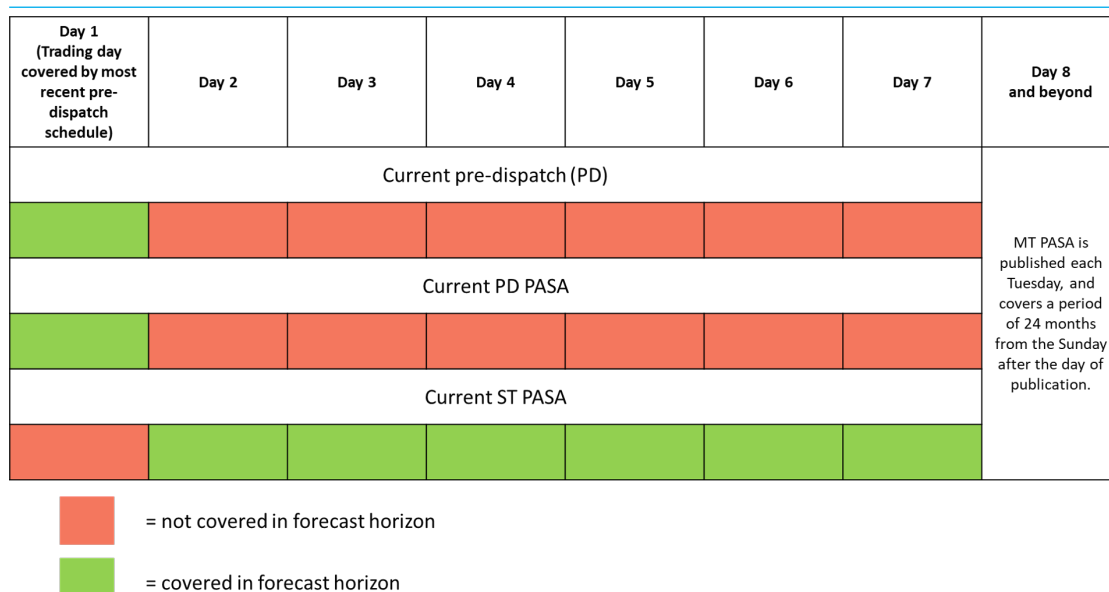 Day 1
(Trading day
covered by most
recent pre-
dispatch
schedule)
Day 2
Day 3
Day 4
Day 5
Day 6
Day 7
Day 8
and beyond
Current pre-dispatch (PD)
Current PD PASA
Current ST PASA
MT PASA is
published each
Tuesday, and
covers a period
of 24 months
from the Sunday
after the day of
publication.
= not covered in forecast horizon
= covered in forecast horizon